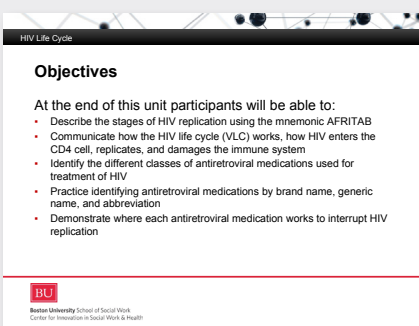 HIV Life Cycle
Objectives
At the end of this unit participants will be able to:
• Describe the stages of HIV replication using the mnemonic AFRITAB
• Communicate how the HIV life cycle (VLC) works, how HIV enters the
CD4 cell, replicates, and damages the immune system
• Identify the different classes of antiretroviral medications used for
treatment of HIV
• Practice identifying antiretroviral medications by brand name, generic
name, and abbreviation
• Demonstrate where each antiretroviral medication works to interrupt HIV
replication
BU
Boston University School of Social Work
Center for Innovation in Social Work & Health